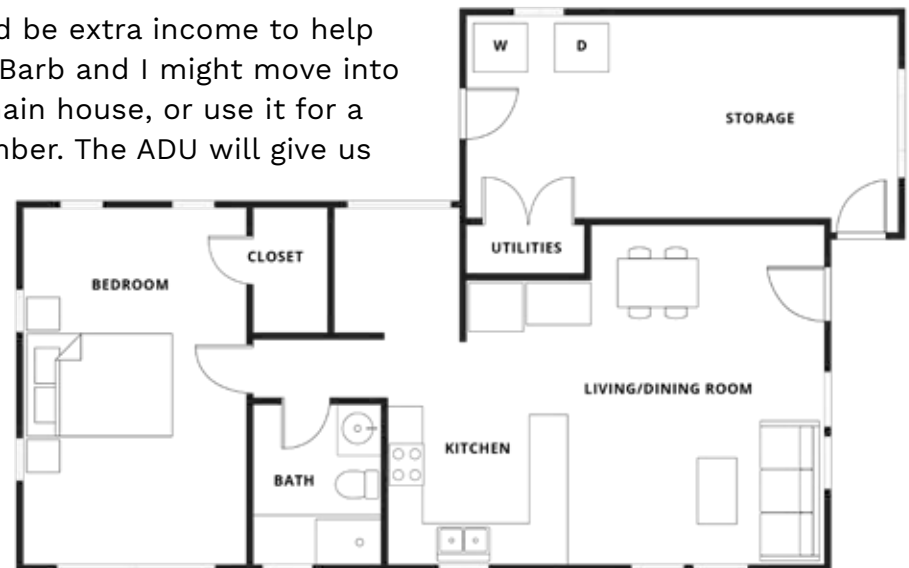 d be extra income to help
Barb and I might move into
ain house, or use it for a
nber. The ADU will give us
W D
STORAGE
UTILITIES
CLOSET
BEDROOM
LIVING/DINING ROOM
KITCHEN
BATH